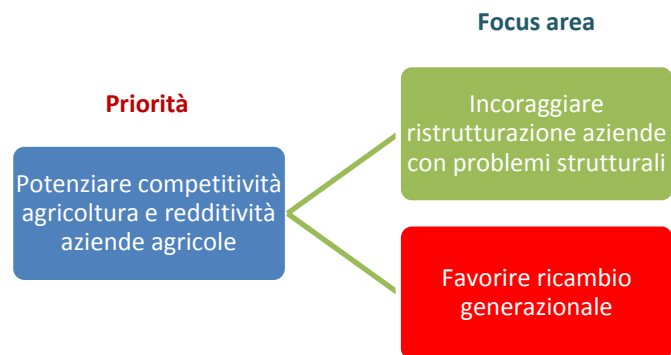 Focus area
Priorità
Incoraggiare
ristrutturazione aziende
con problemi strutturali
Potenziare competitività
agricoltura e redditività
aziende agricole
Favorire ricambio
generazionale